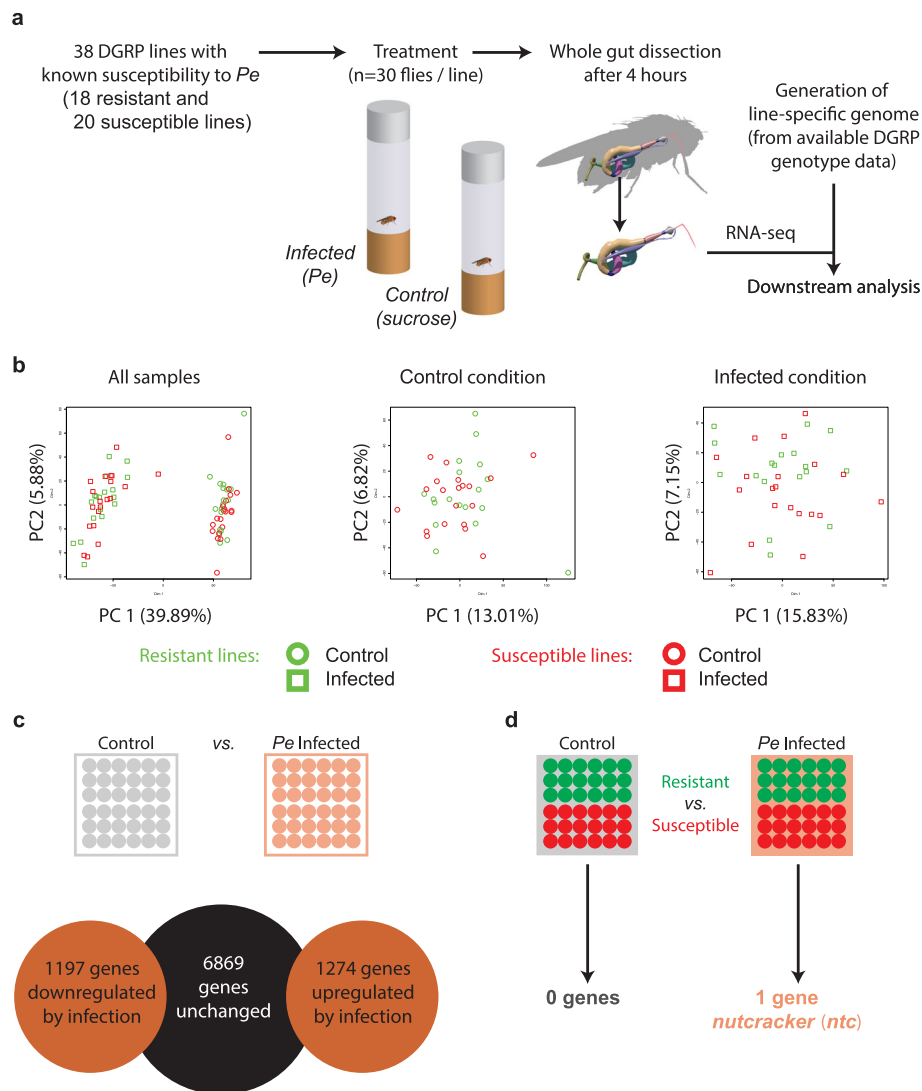 a
38 DGRP lines with
known susceptibility to Pe
(18 resistant and
20 susceptible lines)
Treatment
(n=30 flies / line)
Whole gut dissection
after 4 hours
Generation of
line-specific genome
(from available DGRP
genotype data)
Infected
(Pe)
Control
(sucrose)
RNA-seq
Downstream analysis
b
All samples
Control condition
Infected condition
PC2 (5.88%)
PC2 (6.82%)
PC2 (7.15%)
PC 1 (39.89%)
PC 1 (13.01%)
PC 1 (15.83%)
Resistant lines:
Control
Infected
Susceptible lines:
Control
Infected
c
Control
vs.
Pe Infected
1197 genes
downregulated
by infection
6869
genes
unchanged
1274 genes
upregulated
by infection
d
Control
Pe Infected
Resistant
vs.
Susceptible
0 genes
1 gene
nutcracker (ntc)